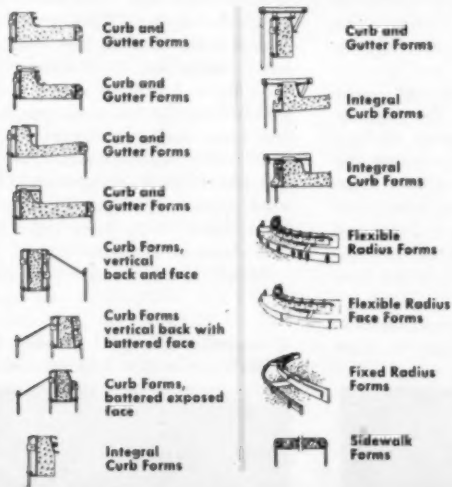 Curb and
Gutter Forms
Curb and
Gutter Forms
Curb and
Gutter Forms
Curb and
Gutter Forms
Curb Forms,
vertical
back and face
Curb Forms
vertical back with
battered face
Curb Forms,
battered exposed
face
Integral
Curb Forms
Curb and
Gutter Forms
Integral
Curb Forms
Integral
Curb Forms
Flexible
Radius Forms
Flexible Radius
Face Forms
Fixed Radius
Forms
Sidewalk
Forms